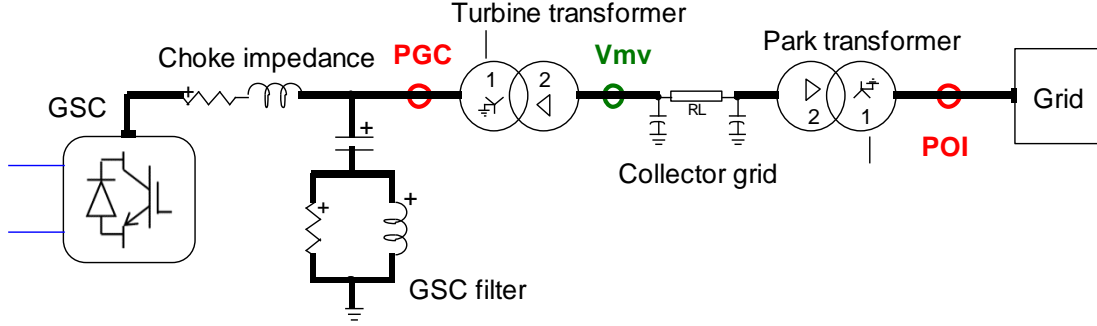 Turbine transformer
Choke impedance
PGC
Vmv
Park transformer
+
1
2
2
1
GSC
RL
Grid
+
POI
Collector grid
+
+
GSC filter